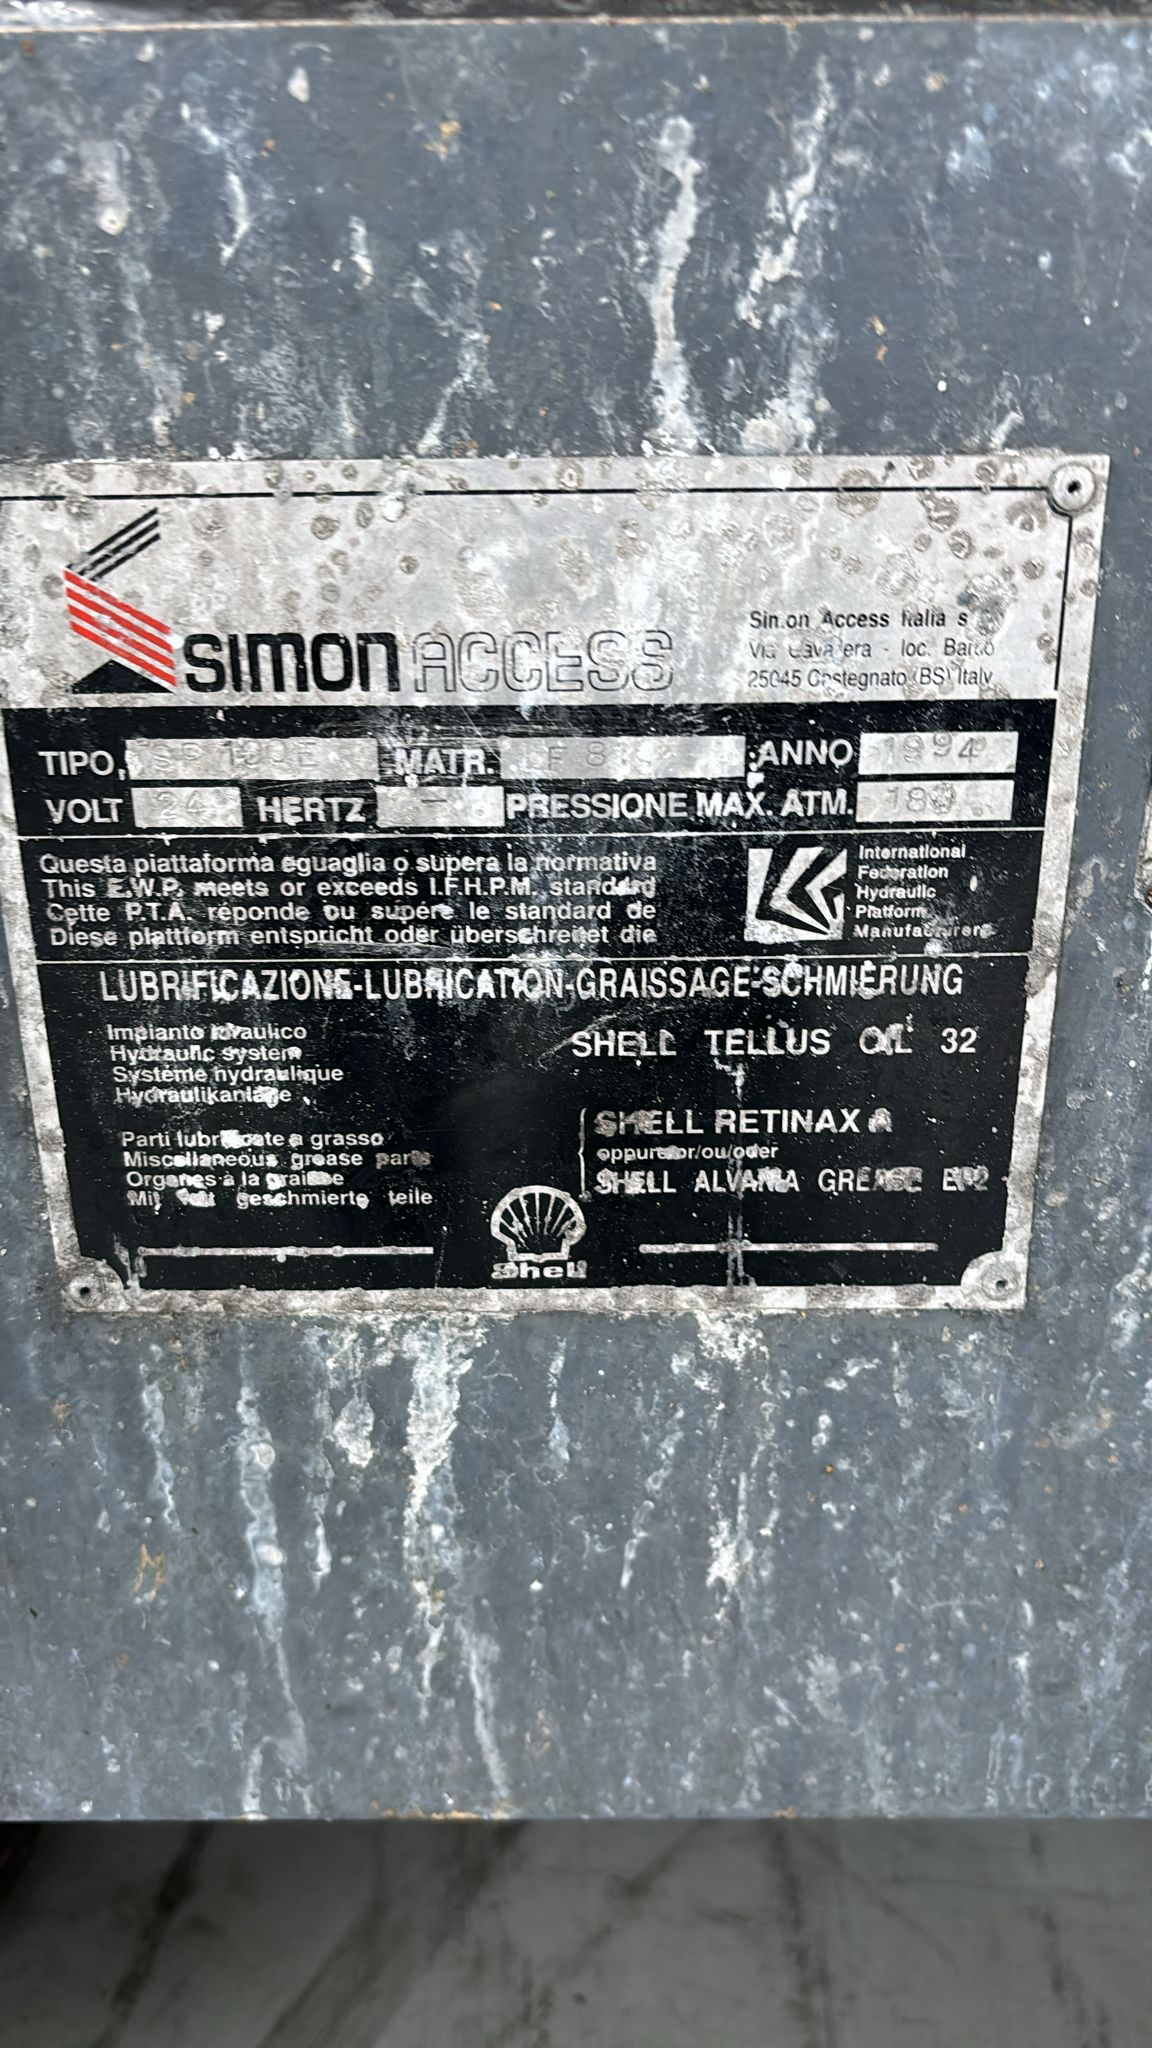 SIMON ACCESS
Simon Access Italia s
Via Cavallera - loc. Barco
25045 Castegnato (BS) Italy
TIPO MATR. ANNO 1994
VOLT 24 HERTZ - PRESSIONE MAX. ATM. 180
Questa piattaforma eguaglia o supera la normativa
This E.W.P. meets or exceeds I.F.H.P.M. standard
Cette P.T.A. réponde ou supére le standard de
Diese plattform entspricht oder überschreitet die
International
Federation
Hydraulic
Platform
Manufacturers
LUBRIFICAZIONE-LUBRICATION-GRAISSAGE-SCHMIERUNG
Impianto idraulico
Hydraulic system
Système hydraulique
Hydraulikanlage
SHELL TELLUS OIL 32
Parti lubrificate a grasso
Miscellaneous grease parts
Organes a la graisse
Mit geschmierte teile
SHELL RETINAX A
oppure/or/ou/oder
SHELL ALVANIA GREASE EP2
Shell